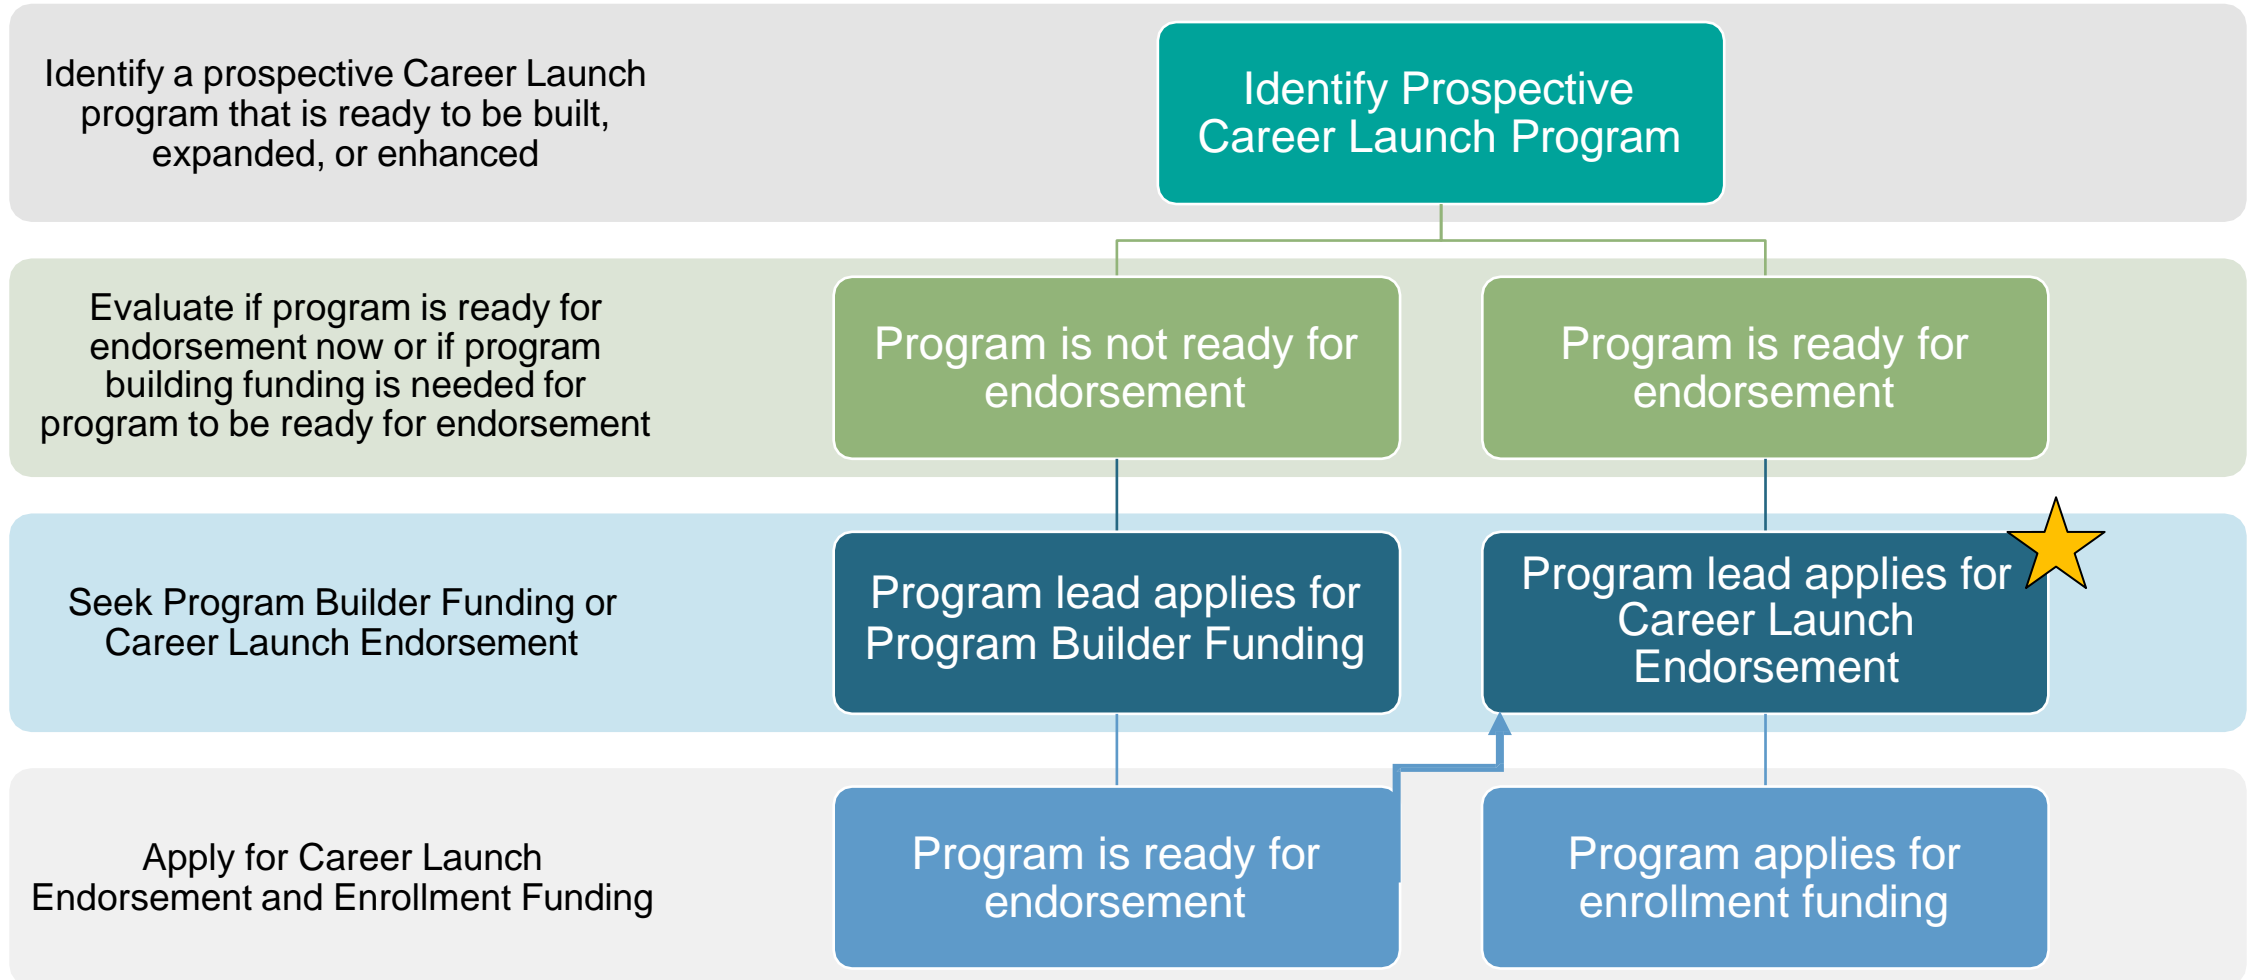 Identify a prospective Career Launch
program that is ready to be built,
expanded, or enhanced
Identify Prospective
Career Launch Program
Evaluate if program is ready for
endorsement now or if program
building funding is needed for
program to be ready for endorsement
Program is not ready for
endorsement
Program is ready for
endorsement
Seek Program Builder Funding or
Career Launch Endorsement
Program lead applies for
Program Builder Funding
Program lead applies for
Career Launch
Endorsement
Apply for Career Launch
Endorsement and Enrollment Funding
Program is ready for
endorsement
Program applies for
enrollment funding